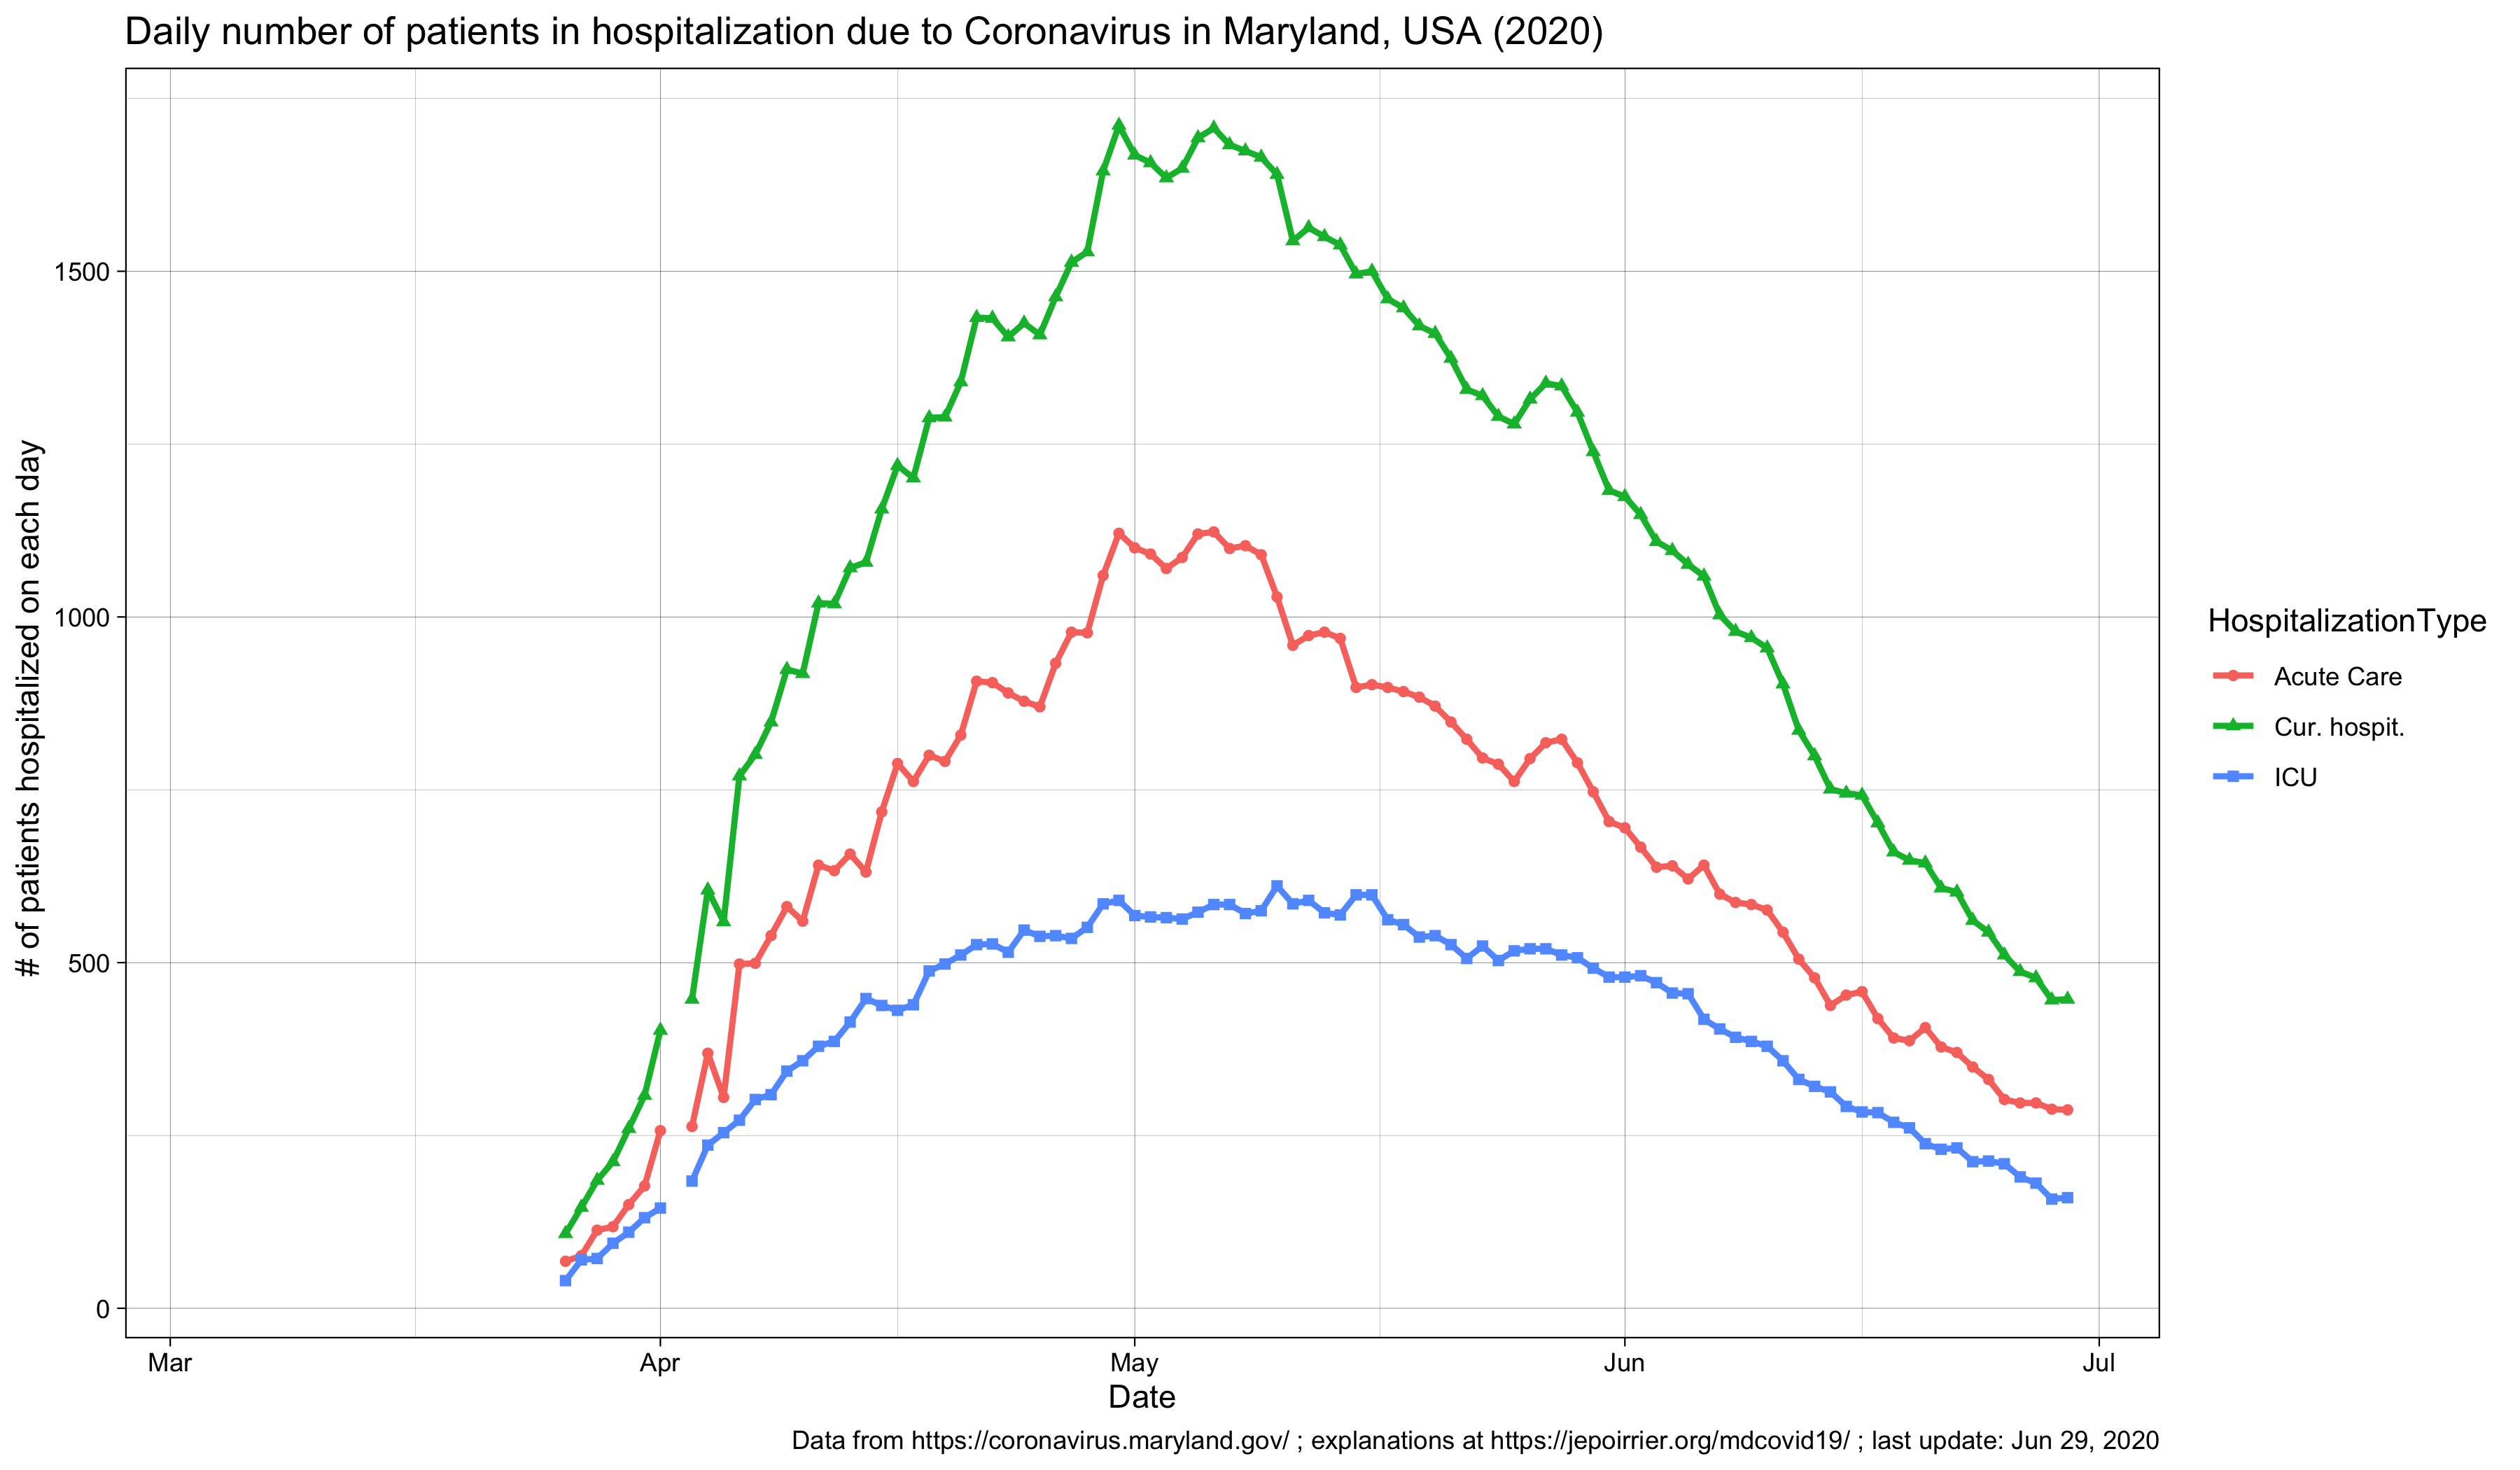 Daily number of patients in hospitalization due to Coronavirus in Maryland, USA (2020)
# of patients hospitalized on each day
1500
1000
500
0
Mar
Apr
May
Jun
Jul
Date
HospitalizationType
Acute Care
Cur. hospit.
ICU
Data from https://coronavirus.maryland.gov/ ; explanations at https://jepoirrier.org/mdcovid19/ ; last update: Jun 29, 2020